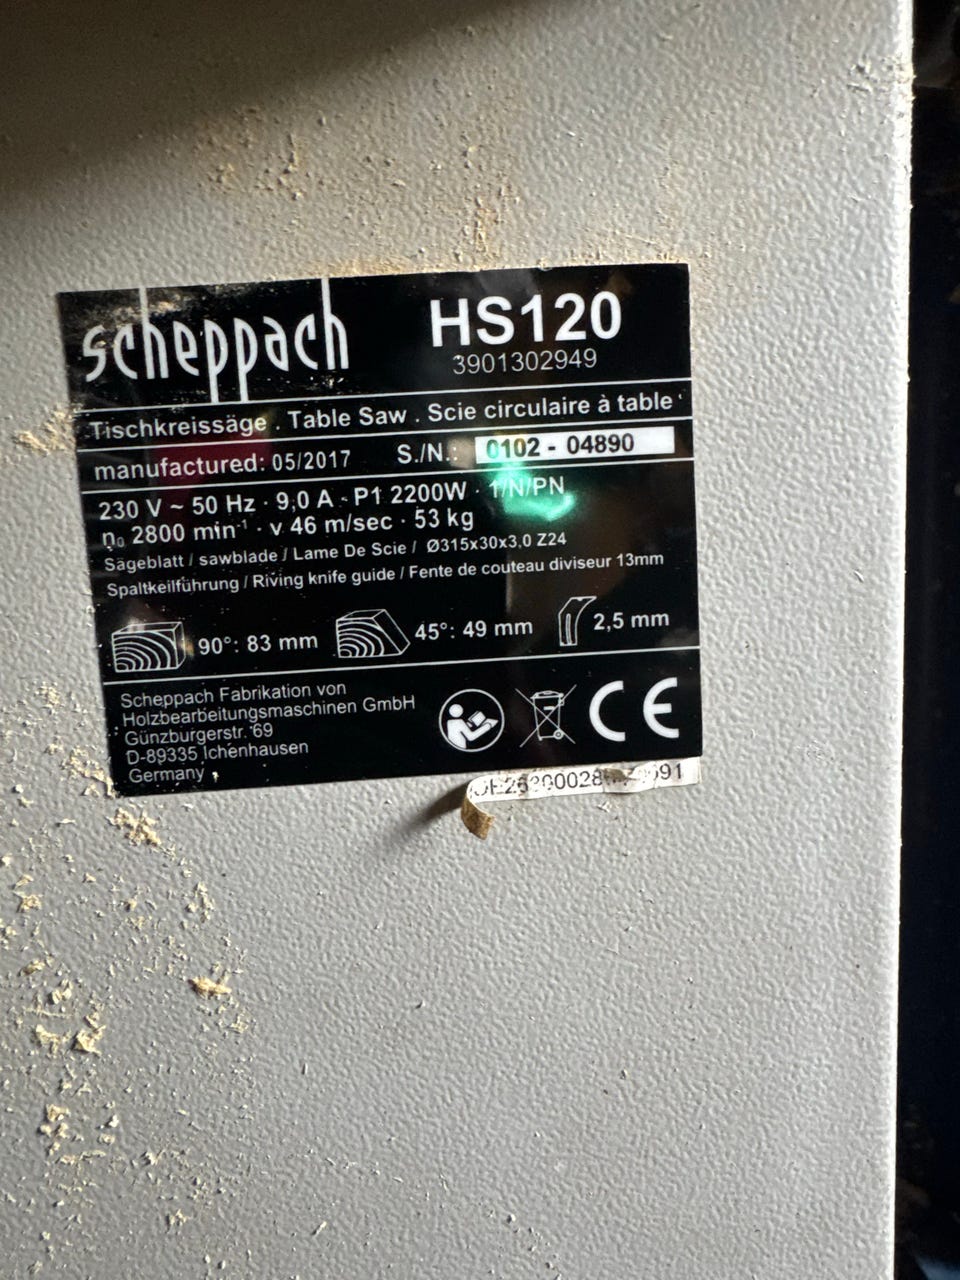 scheppach
HS120
3901302949
Tischkreissäge . Table Saw . Scie circulaire à table
manufactured: 05/2017 S./N.: 0102 - 04890
230 V ~ 50 Hz · 9,0 A · P1 2200W · 1/N/PN
n₀ 2800 min⁻¹ · v 46 m/sec · 53 kg
Sägeblatt / sawblade / Lame De Scie / Ø315x30x3,0 Z24
Spaltkeilführung / Riving knife guide / Fente de couteau diviseur 13mm
90°: 83 mm 45°: 49 mm 2,5 mm
Scheppach Fabrikation von
Holzbearbeitungsmaschinen GmbH
Günzburgerstr. 69
D-89335 Ichenhausen
Germany
CE